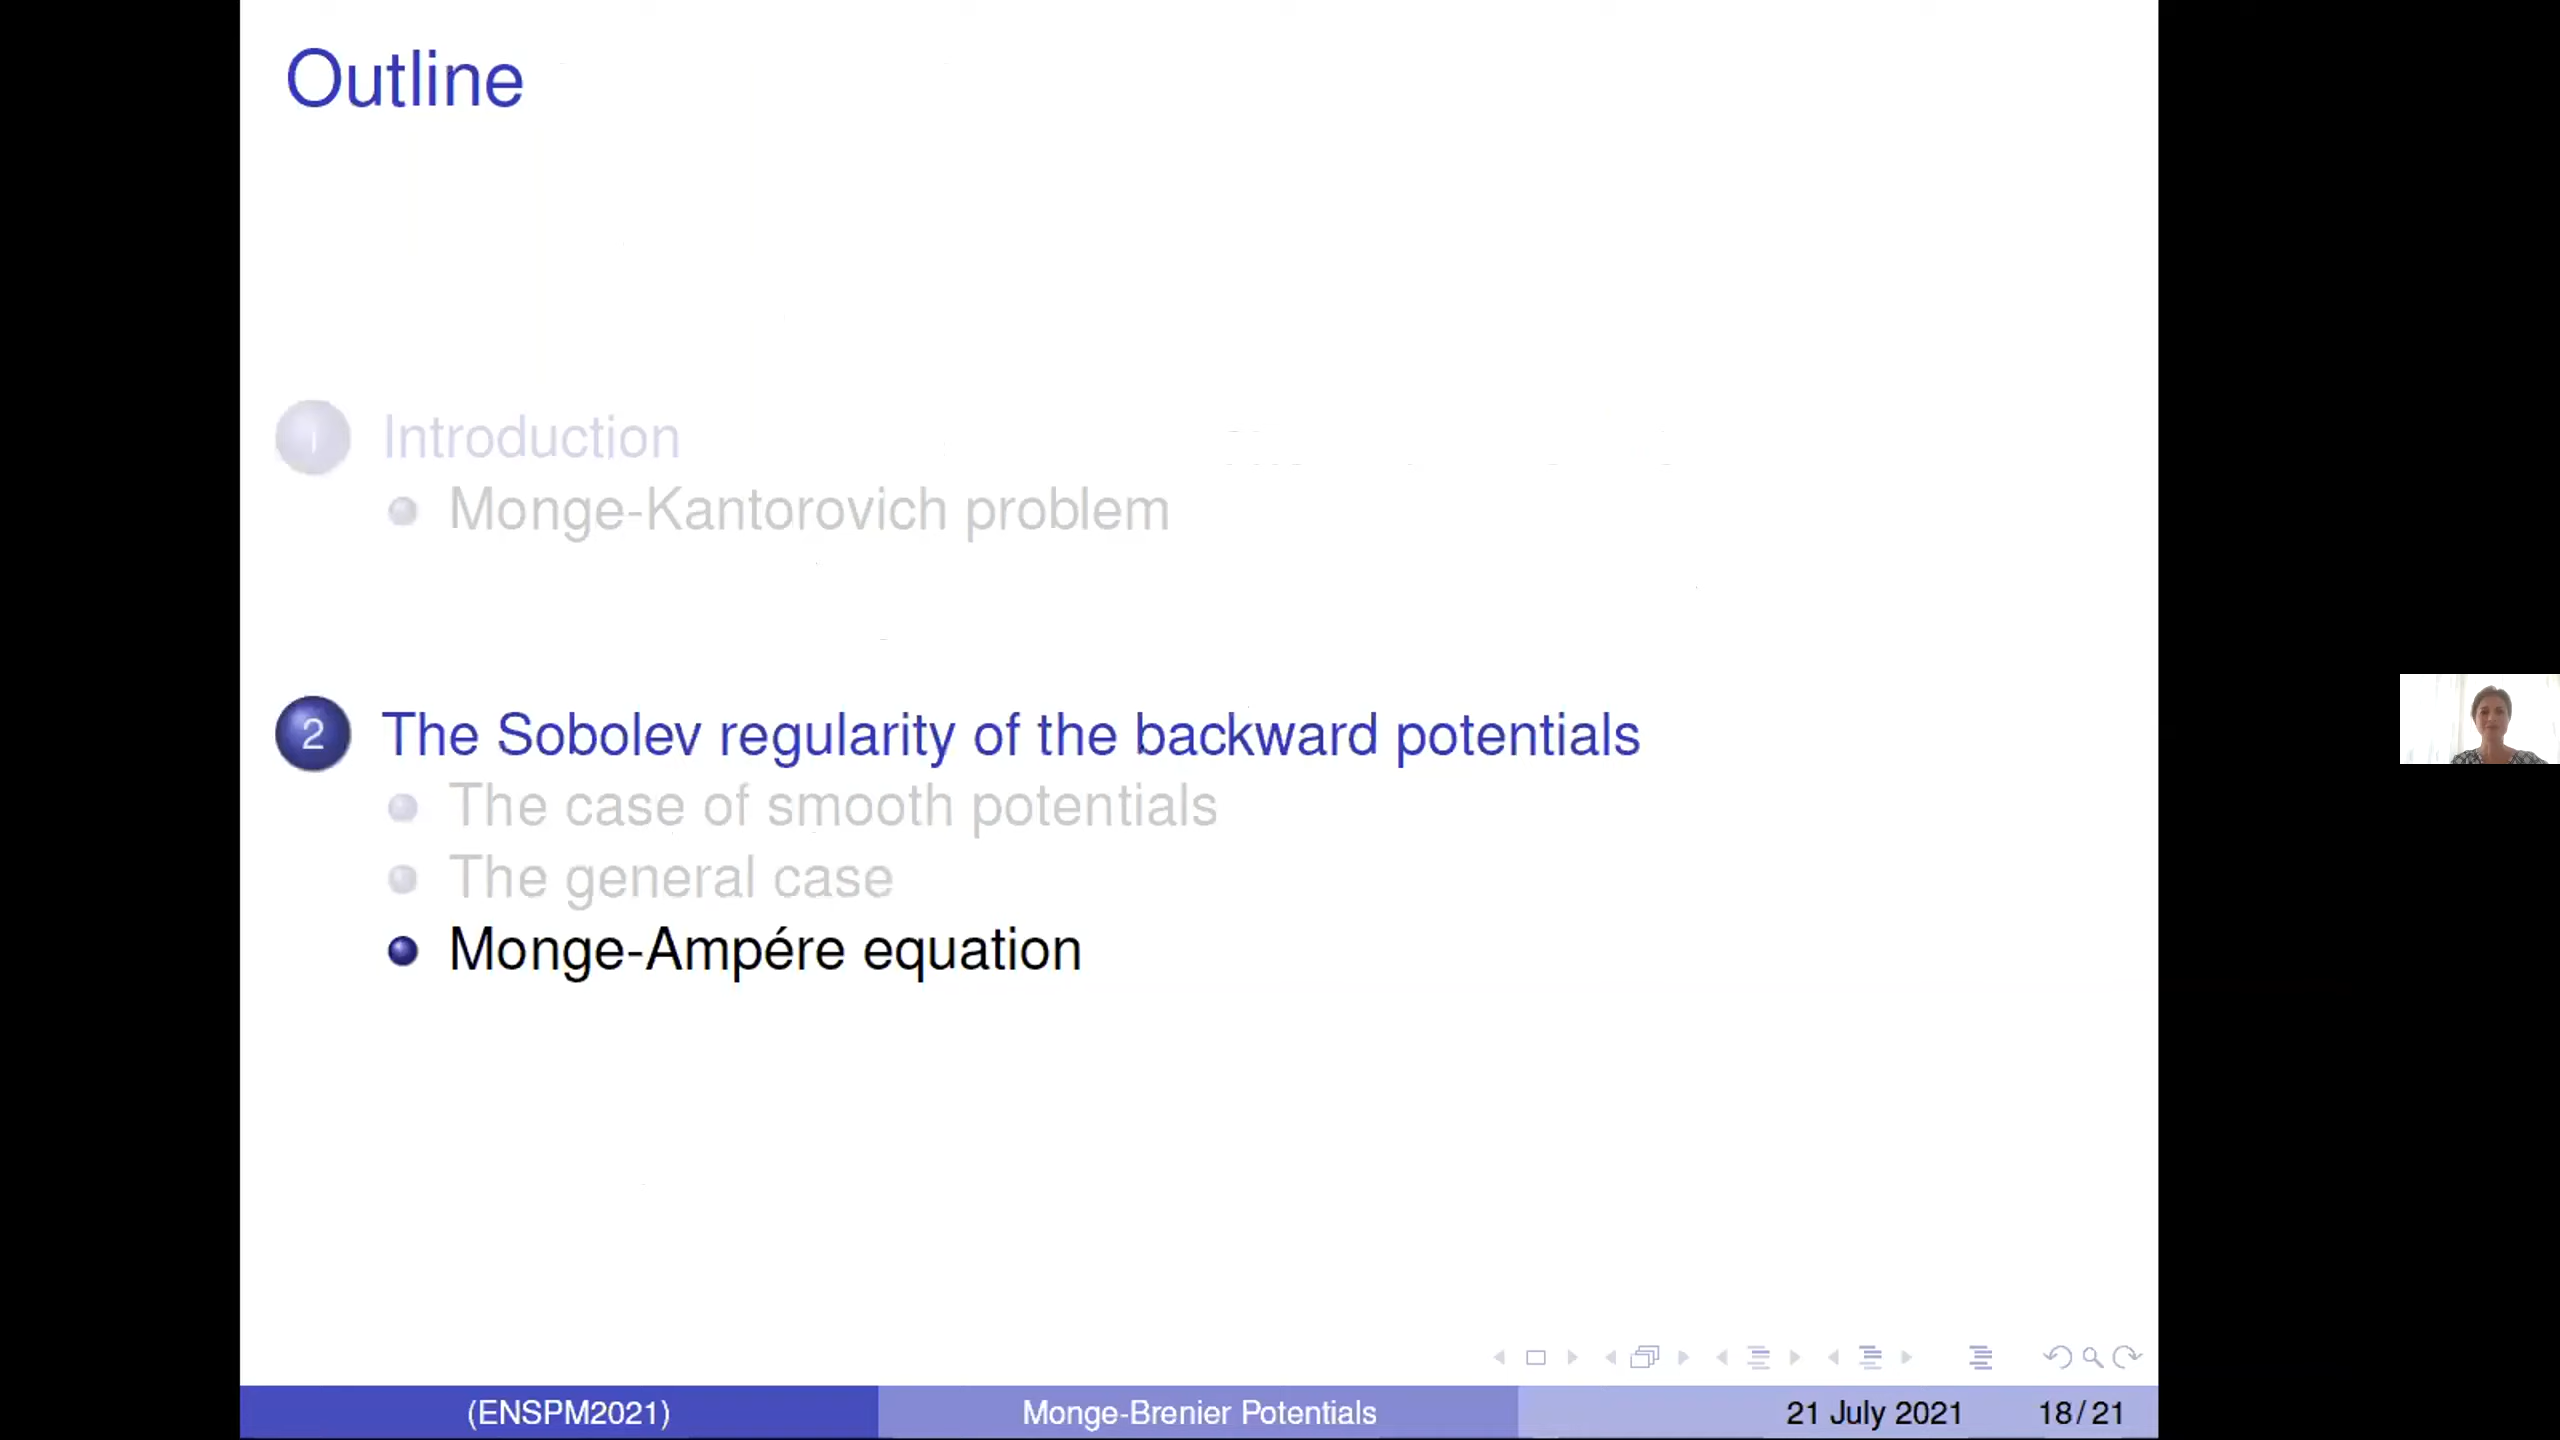 Outline
1 Introduction
Monge-Kantorovich problem
2 The Sobolev regularity of the backward potentials
The case of smooth potentials
The general case
Monge-Ampére equation
(ENSPM2021) Monge-Brenier Potentials 21 July 2021 18/21